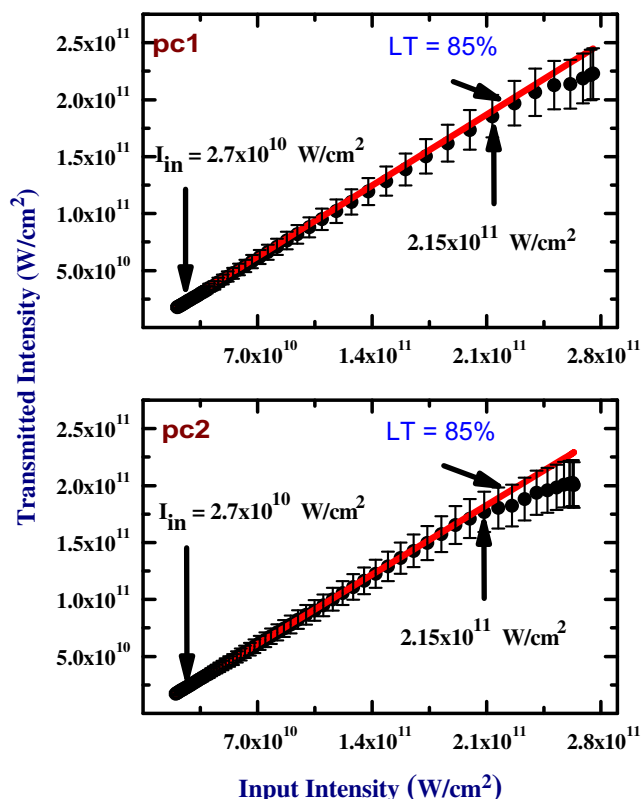 Transmitted Intensity (W/cm²)
pc1
LT = 85%
2.5x10¹¹
2.0x10¹¹
1.5x10¹¹
1.0x10¹¹
5.0x10¹⁰
I_in = 2.7x10¹⁰ W/cm²
2.15x10¹¹ W/cm²
7.0x10¹⁰ 1.4x10¹¹ 2.1x10¹¹ 2.8x10¹¹
pc2
LT = 85%
2.5x10¹¹
2.0x10¹¹
1.5x10¹¹
1.0x10¹¹
5.0x10¹⁰
I_in = 2.7x10¹⁰ W/cm²
2.15x10¹¹ W/cm²
7.0x10¹⁰ 1.4x10¹¹ 2.1x10¹¹ 2.8x10¹¹
Input Intensity (W/cm²)